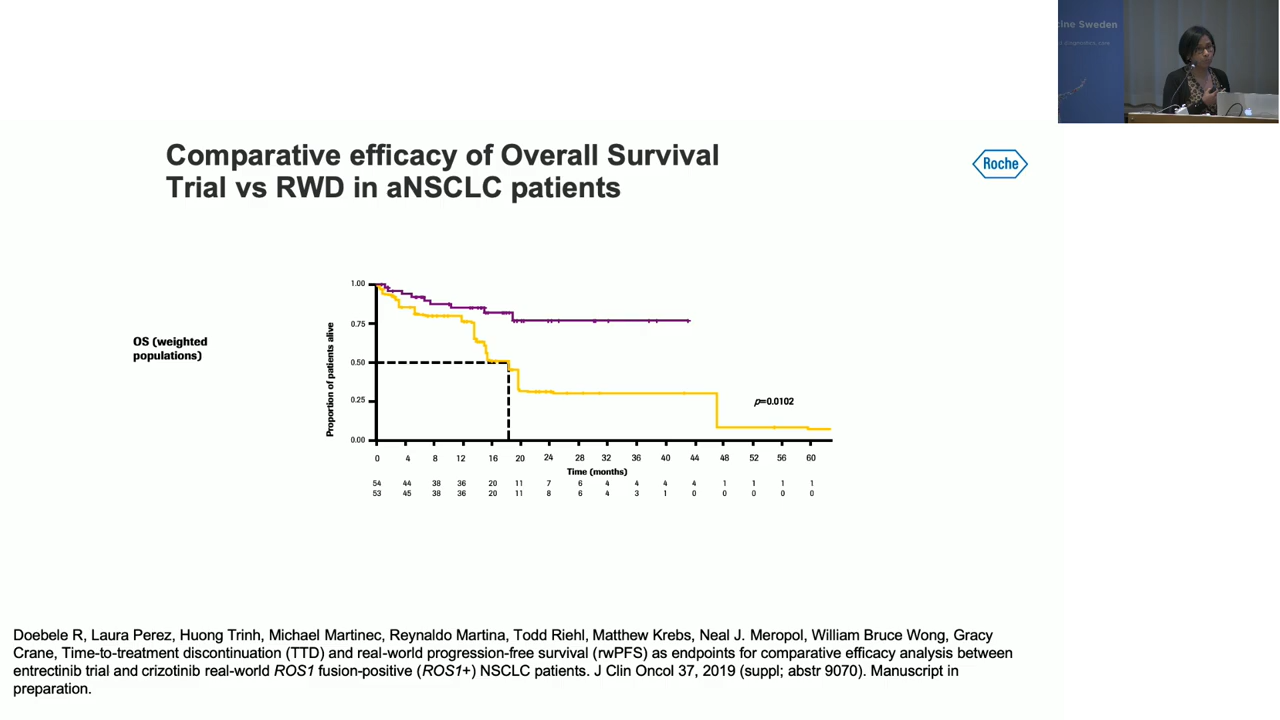 cine Sweden
Comparative efficacy of Overall Survival
Trial vs RWD in aNSCLC patients
Roche
OS (weighted
populations)
Proportion of patients alive
1.00
0.75
0.50
0.25
0.00
p=0.0102
0 4 8 12 16 20 24 28 32 36 40 44 48 52 56 60
Time (months)
54 44 38 36 20 11 7 6 4 4 4 4 1 1 1 1
53 45 38 36 20 11 8 6 4 3 1 0 0 0 0 0
Doebele R, Laura Perez, Huong Trinh, Michael Martinec, Reynaldo Martina, Todd Riehl, Matthew Krebs, Neal J. Meropol, William Bruce Wong, Gracy
Crane, Time-to-treatment discontinuation (TTD) and real-world progression-free survival (rwPFS) as endpoints for comparative efficacy analysis between
entrectinib trial and crizotinib real-world ROS1 fusion-positive (ROS1+) NSCLC patients. J Clin Oncol 37, 2019 (suppl; abstr 9070). Manuscript in
preparation.